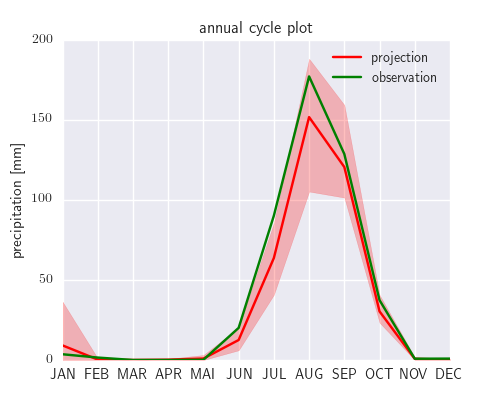 annual cycle plot
projection
observation
precipitation [mm]
200
150
100
50
0
JAN FEB MAR APR MAI JUN JUL AUG SEP OCT NOV DEC